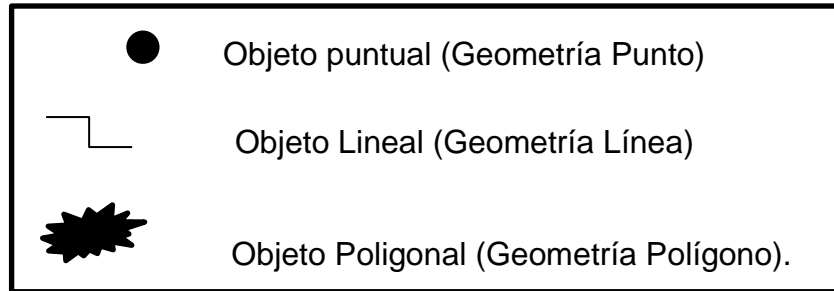 Objeto puntual (Geometría Punto)
Objeto Lineal (Geometría Línea)
Objeto Poligonal (Geometría Polígono).